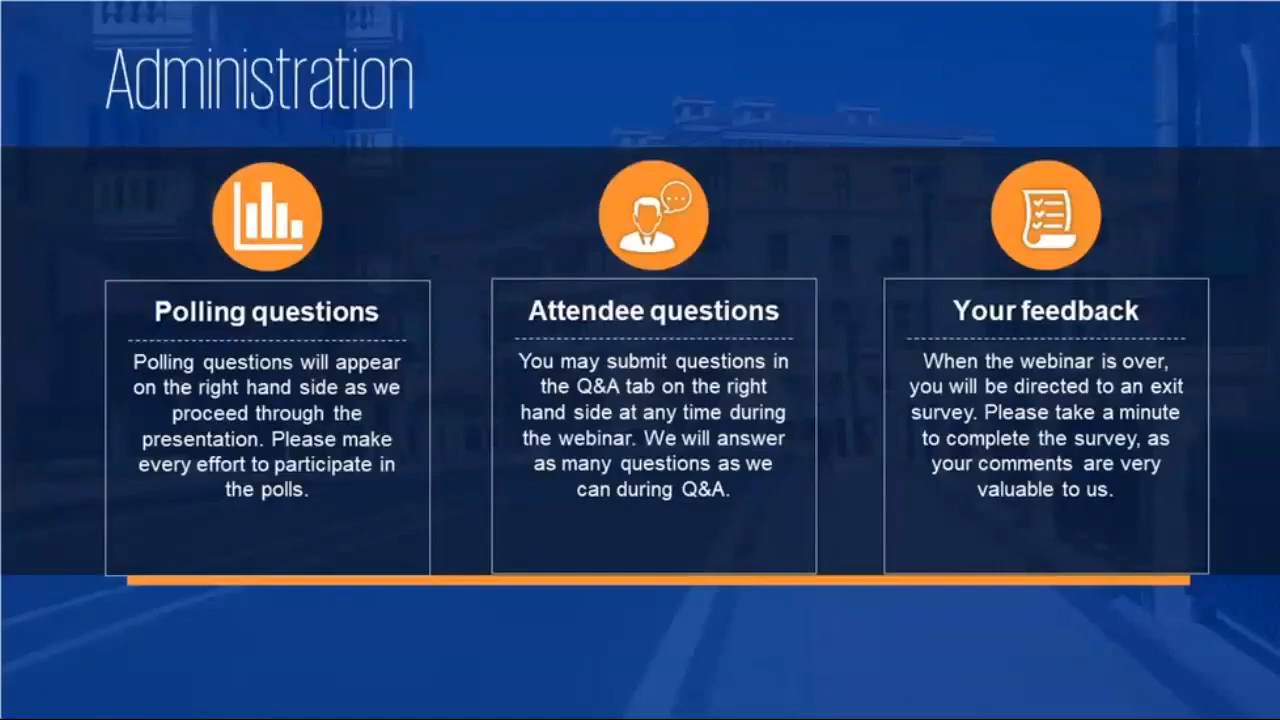 Administration
Polling questions
Polling questions will appear
on the right hand side as we
proceed through the
presentation. Please make
every effort to participate in
the polls.
Attendee questions
You may submit questions in
the Q&A tab on the right
hand side at any time during
the webinar. We will answer
as many questions as we
can during Q&A.
Your feedback
When the webinar is over,
you will be directed to an exit
survey. Please take a minute
to complete the survey, as
your comments are very
valuable to us.